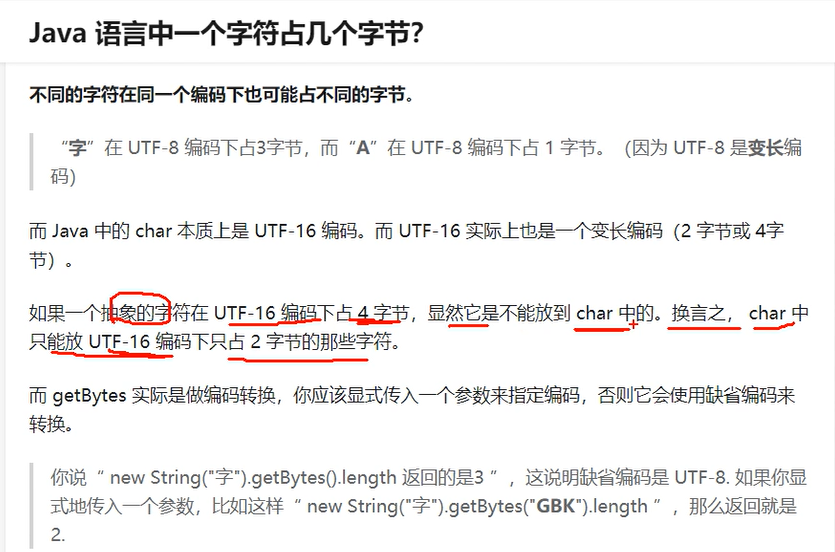 Java 语言中一个字符占几个字节?
不同的字符在同一个编码下也可能占不同的字节。
“字”在 UTF-8 编码下占3字节，而“A”在 UTF-8 编码下占 1 字节。（因为 UTF-8 是变长编
码）
而 Java 中的 char 本质上是 UTF-16 编码。而 UTF-16 实际上也是一个变长编码（2 字节或 4字
节）。
如果一个抽象的字符在 UTF-16 编码下占 4 字节，显然它是不能放到 char 中的。换言之， char 中
只能放 UTF-16 编码下只占 2 字节的那些字符。
而 getBytes 实际是做编码转换，你应该显式传入一个参数来指定编码，否则它会使用缺省编码来
转换。
你说“ new String("字").getBytes().length 返回的是3 ”，这说明缺省编码是 UTF-8. 如果你显
式地传入一个参数，比如这样“ new String("字").getBytes("GBK").length ”，那么返回就是
2.